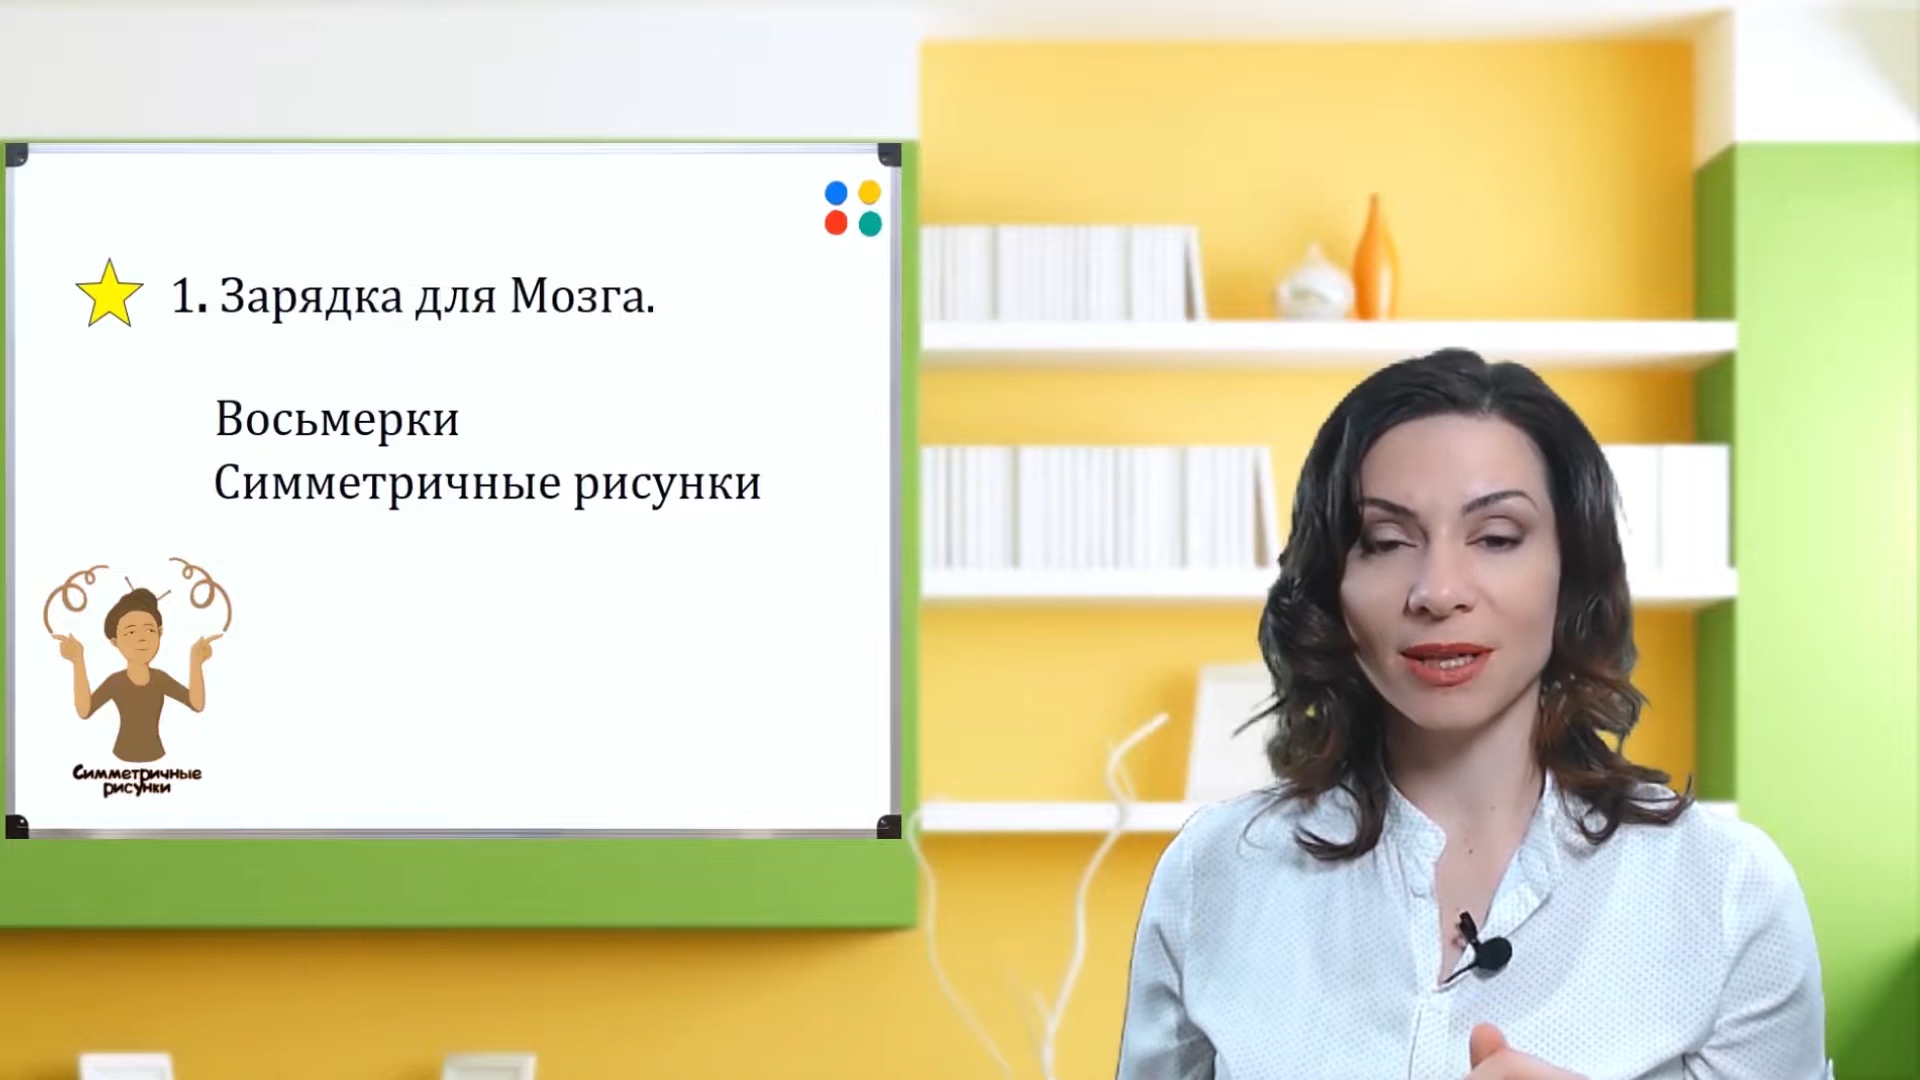 1. Зарядка для Мозга.
Восьмерки
Симметричные рисунки
Симметричные
рисунки